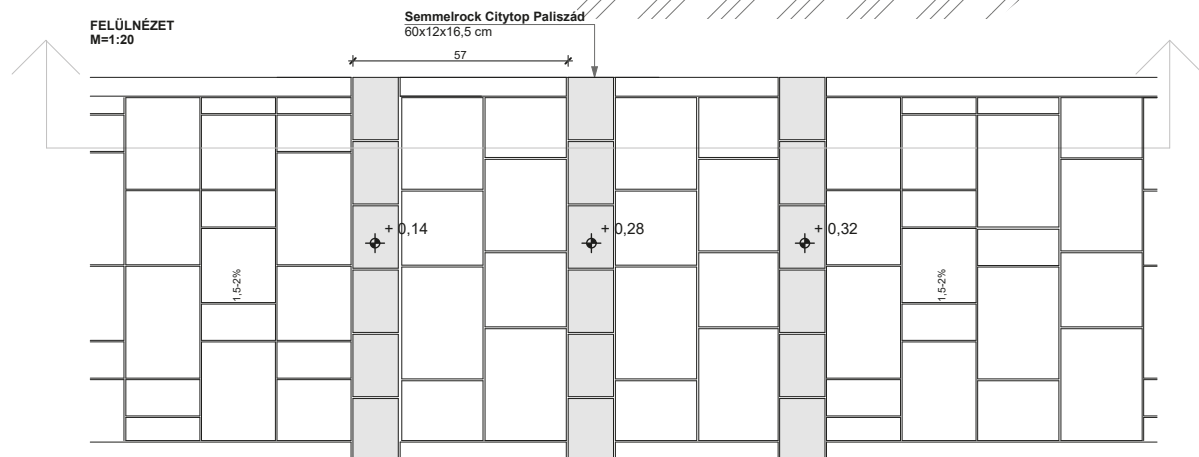 FELÜLNÉZET
M=1:20
Semmelrock Citytop Paliszád
60x12x16,5 cm
57
+ 0,14
+ 0,28
+ 0,32
1,5-2%
1,5-2%